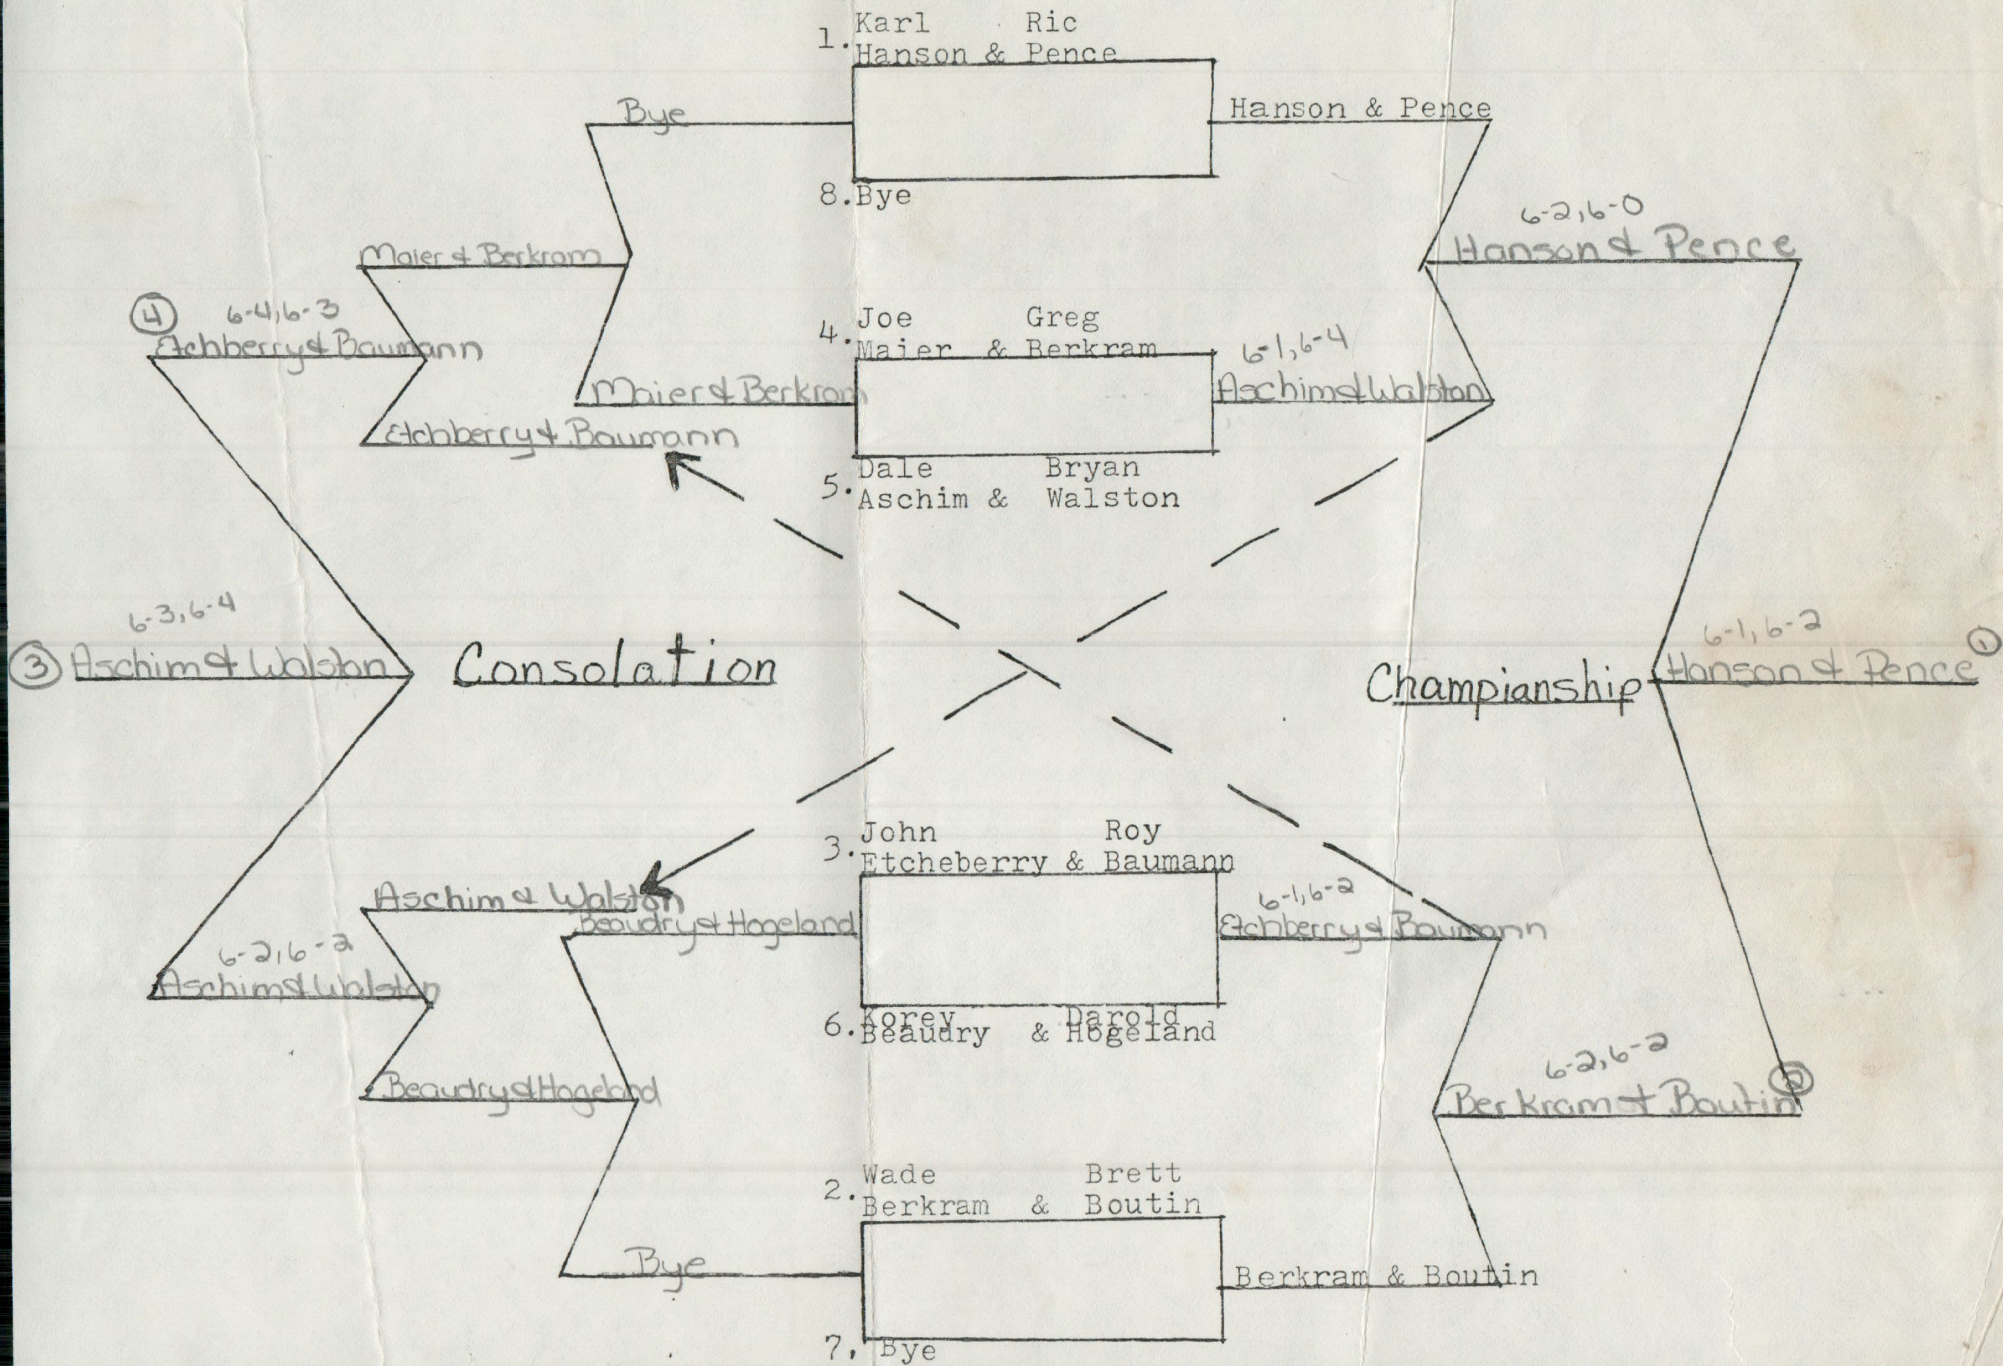 Karl Ric
1. Hanson & Pence
Bye
Hanson & Pence
8. Bye
6-2, 6-0
Hanson & Pence
Maier & Berkram
④ 6-4, 6-3
Etchberry & Baumann
Joe Greg
4. Maier & Berkram
6-1, 6-4
Maier & Berkram
Aschim & Walston
Etchberry & Baumann
Dale Bryan
5. Aschim & Walston
6-3, 6-4
③ Aschim & Walston
Consolation
Championship
6-1, 6-2
Hanson & Pence ①
John Roy
3. Etcheberry & Baumann
Aschim & Walston
Beaudry & Hogeland
6-1, 6-2
Etchberry & Baumann
6-2, 6-2
Aschim & Walston
Korey Darold
6. Beaudry & Hogeland
Beaudry & Hogeland
6-2, 6-2
Berkram & Boutin ②
Wade Brett
2. Berkram & Boutin
Bye
Berkram & Boutin
7. Bye